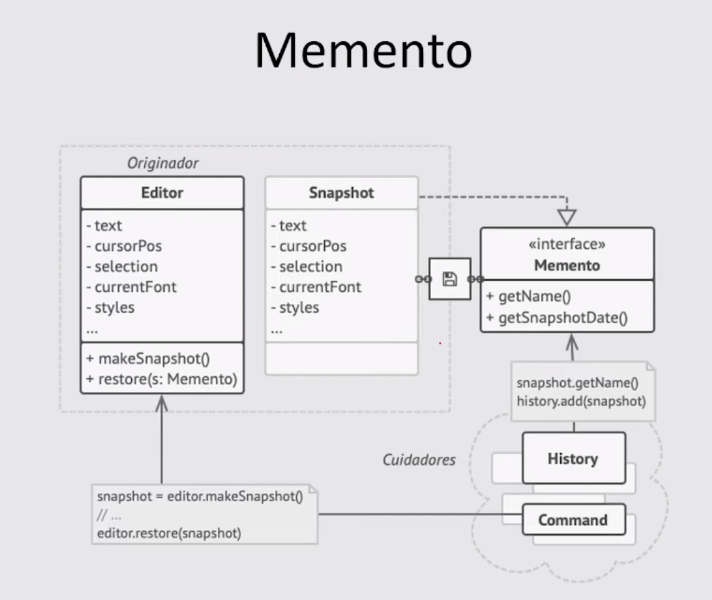 Memento
Originador
Editor
- text
- cursorPos
- selection
- currentFont
- styles
...
+ makeSnapshot()
+ restore(s: Memento)
Snapshot
- text
- cursorPos
- selection
- currentFont
- styles
...
«interface»
Memento
+ getName()
+ getSnapshotDate()
snapshot.getName()
history.add(snapshot)
Cuidadores
History
Command
snapshot = editor.makeSnapshot()
// ...
editor.restore(snapshot)